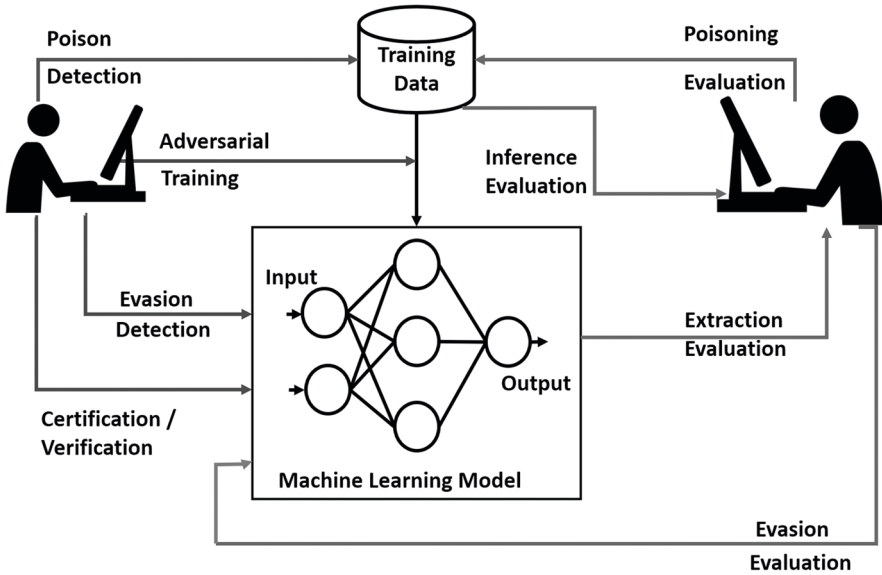 Poison
Detection
Training
Data
Poisoning
Evaluation
Adversarial
Training
Inference
Evaluation
Input
Evasion
Detection
Extraction
Evaluation
Output
Certification /
Verification
Machine Learning Model
Evasion
Evaluation